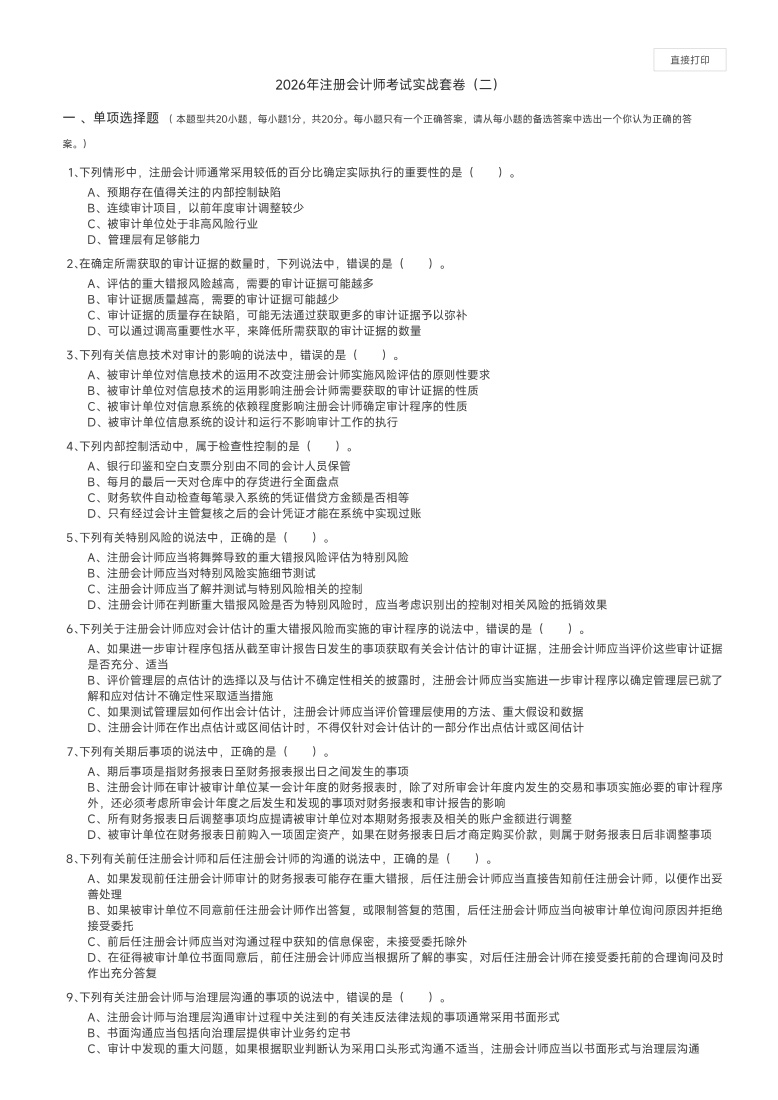 直接打印
2026年注册会计师考试实战套卷（二）
一 、单项选择题 （ 本题型共20小题，每小题1分，共20分。每小题只有一个正确答案，请从每小题的备选答案中选出一个你认为正确的答
案。）
1、下列情形中，注册会计师通常采用较低的百分比确定实际执行的重要性的是（ ）。
A、预期存在值得关注的内部控制缺陷
B、连续审计项目，以前年度审计调整较少
C、被审计单位处于非高风险行业
D、管理层有足够能力
2、在确定所需获取的审计证据的数量时，下列说法中，错误的是（ ）。
A、评估的重大错报风险越高，需要的审计证据可能越多
B、审计证据质量越高，需要的审计证据可能越少
C、审计证据的质量存在缺陷，可能无法通过获取更多的审计证据予以弥补
D、可以通过调高重要性水平，来降低所需获取的审计证据的数量
3、下列有关信息技术对审计的影响的说法中，错误的是（ ）。
A、被审计单位对信息技术的运用不改变注册会计师实施风险评估的原则性要求
B、被审计单位对信息技术的运用影响注册会计师需要获取的审计证据的性质
C、被审计单位对信息系统的依赖程度影响注册会计师确定审计程序的性质
D、被审计单位信息系统的设计和运行不影响审计工作的执行
4、下列内部控制活动中，属于检查性控制的是（ ）。
A、银行印鉴和空白支票分别由不同的会计人员保管
B、每月的最后一天对仓库中的存货进行全面盘点
C、财务软件自动检查每笔录入系统的凭证借贷方金额是否相等
D、只有经过会计主管复核之后的会计凭证才能在系统中实现过账
5、下列有关特别风险的说法中，正确的是（ ）。
A、注册会计师应当将舞弊导致的重大错报风险评估为特别风险
B、注册会计师应当对特别风险实施细节测试
C、注册会计师应当了解并测试与特别风险相关的控制
D、注册会计师在判断重大错报风险是否为特别风险时，应当考虑识别出的控制对相关风险的抵销效果
6、下列关于注册会计师应对会计估计的重大错报风险而实施的审计程序的说法中，错误的是（ ）。
A、如果进一步审计程序包括从截至审计报告日发生的事项获取有关会计估计的审计证据，注册会计师应当评价这些审计证据
是否充分、适当
B、评价管理层的点估计的选择以及与估计不确定性相关的披露时，注册会计师应当实施进一步审计程序以确定管理层已就了
解和应对估计不确定性采取适当措施
C、如果测试管理层如何作出会计估计，注册会计师应当评价管理层使用的方法、重大假设和数据
D、注册会计师在作出点估计或区间估计时，不得仅针对会计估计的一部分作出点估计或区间估计
7、下列有关期后事项的说法中，正确的是（ ）。
A、期后事项是指财务报表日至财务报表报出日之间发生的事项
B、注册会计师在审计被审计单位某一会计年度的财务报表时，除了对所审会计年度内发生的交易和事项实施必要的审计程序
外，还必须考虑所审会计年度之后发生和发现的事项对财务报表和审计报告的影响
C、所有财务报表日后调整事项均应提请被审计单位对本期财务报表及相关的账户金额进行调整
D、被审计单位在财务报表日前购入一项固定资产，如果在财务报表日后才商定购买价款，则属于财务报表日后非调整事项
8、下列有关前任注册会计师和后任注册会计师的沟通的说法中，正确的是（ ）。
A、如果发现前任注册会计师审计的财务报表可能存在重大错报，后任注册会计师应当直接告知前任注册会计师，以便作出妥
善处理
B、如果被审计单位不同意前任注册会计师作出答复，或限制答复的范围，后任注册会计师应当向被审计单位询问原因并拒绝
接受委托
C、前后任注册会计师应当对沟通过程中获知的信息保密，未接受委托除外
D、在征得被审计单位书面同意后，前任注册会计师应当根据所了解的事实，对后任注册会计师在接受委托前的合理询问及时
作出充分答复
9、下列有关注册会计师与治理层沟通的事项的说法中，错误的是（ ）。
A、注册会计师与治理层沟通审计过程中关注到的有关违反法律法规的事项通常采用书面形式
B、书面沟通应当包括向治理层提供审计业务约定书
C、审计中发现的重大问题，如果根据职业判断认为采用口头形式沟通不适当，注册会计师应当以书面形式与治理层沟通